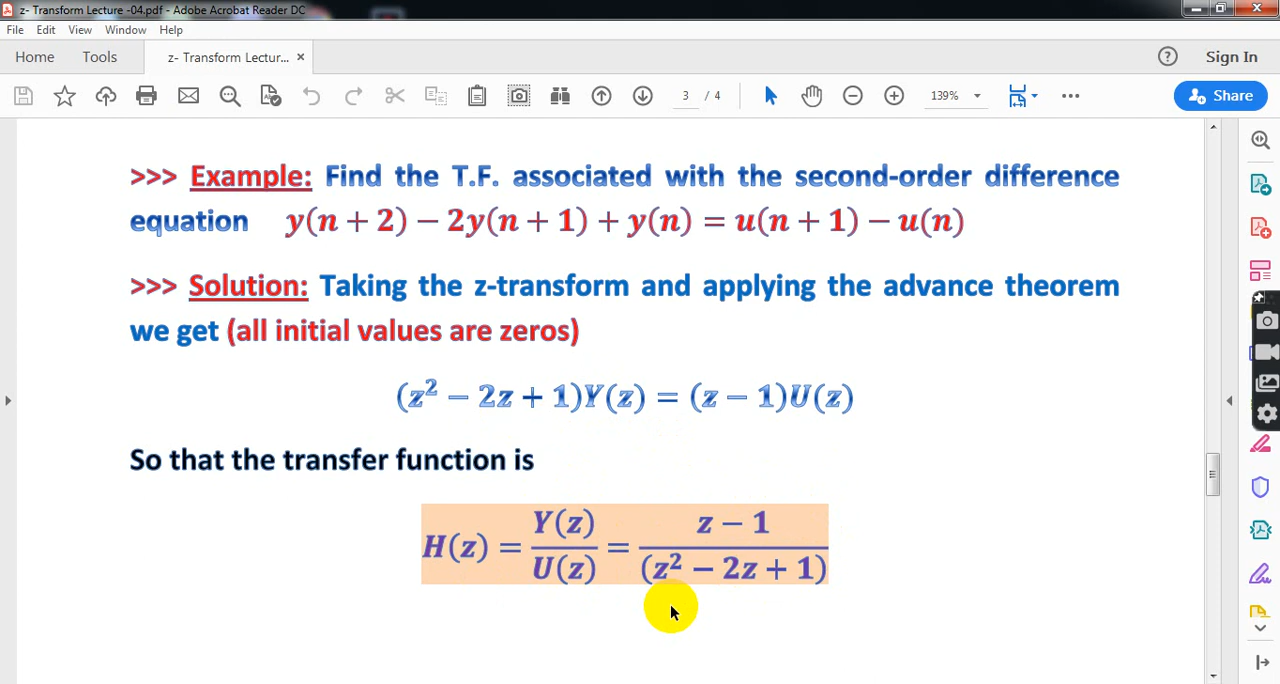 z- Transform Lecture -04.pdf - Adobe Acrobat Reader DC
File Edit View Window Help
Home Tools z- Transform Lectur... × Sign In
3 / 4 139% Share
>>> Example: Find the T.F. associated with the second-order difference
equation y(n + 2) − 2y(n + 1) + y(n) = u(n + 1) − u(n)
>>> Solution: Taking the z-transform and applying the advance theorem
we get (all initial values are zeros)
(z² − 2z + 1)Y(z) = (z − 1)U(z)
So that the transfer function is
H(z) = Y(z)/U(z) = z − 1/(z² − 2z + 1)